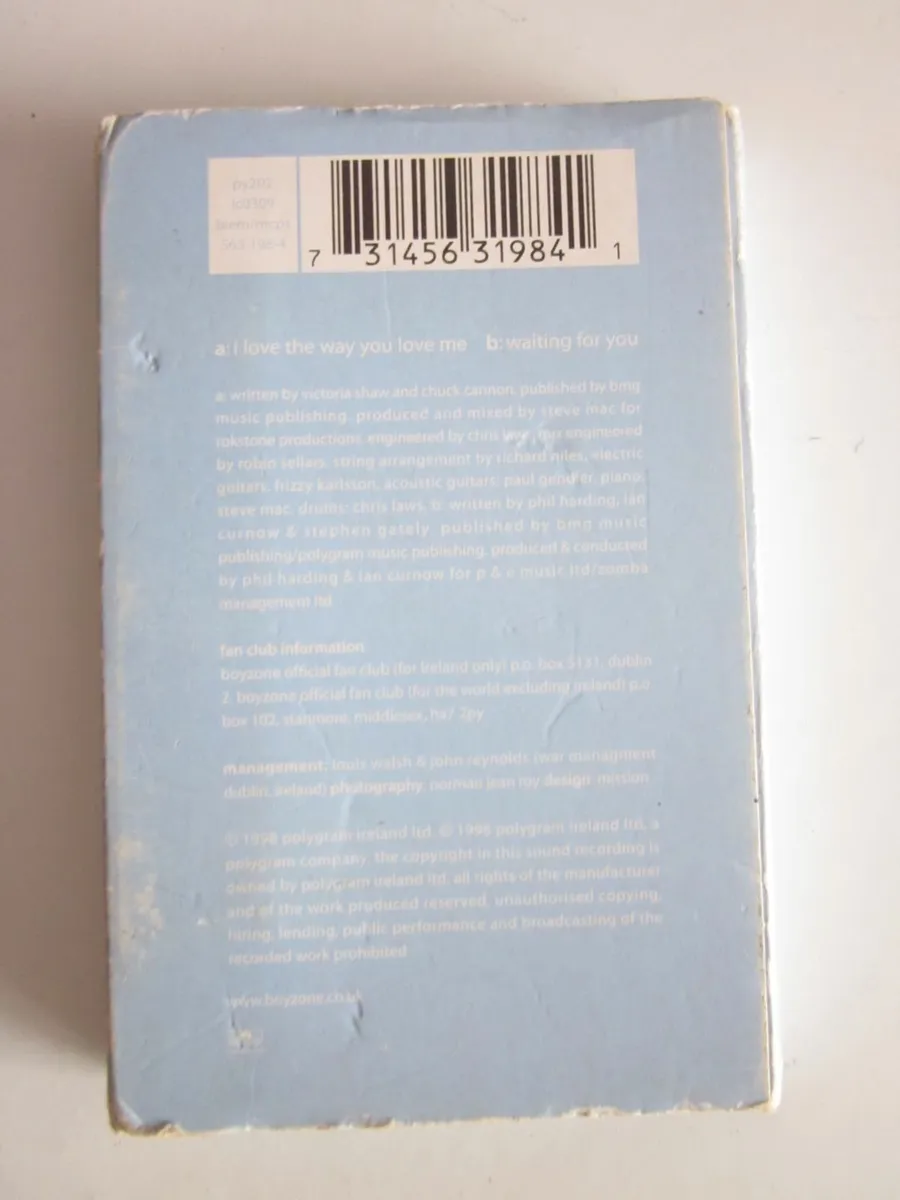 py202
lc0309
biem/mcps
563 198-4
7 31456 31984 1
a: i love the way you love me b: waiting for you
a: written by victoria shaw and chuck cannon. published by bmg
music publishing. produced and mixed by steve mac for
rokstone productions. engineered by chris laws, mix engineered
by robin sellars. string arrangement by richard niles, electric
guitars, frizzy karlsson, acoustic guitars: paul gendler, piano,
steve mac, drums: chris laws. b: written by phil harding, ian
curnow & stephen gately. published by bmg music
publishing/polygram music publishing. produced & conducted
by phil harding & ian curnow for p & e music ltd/zomba
management ltd
fan club information
boyzone official fan club (for ireland only) p.o. box 5131, dublin
2. boyzone official fan club (for the world excluding ireland) p.o
box 102, stanmore, middlesex, ha7 2py
management: louis walsh & john reynolds (war managment
dublin, ireland) photography: norman jean roy design: mission
℗ 1998 polygram ireland ltd. © 1998 polygram ireland ltd, a
polygram company. the copyright in this sound recording is
owned by polygram ireland ltd. all rights of the manufacturer
and of the work produced reserved. unauthorised copying,
hiring, lending, public performance and broadcasting of the
recorded work prohibited
www.boyzone.co.uk